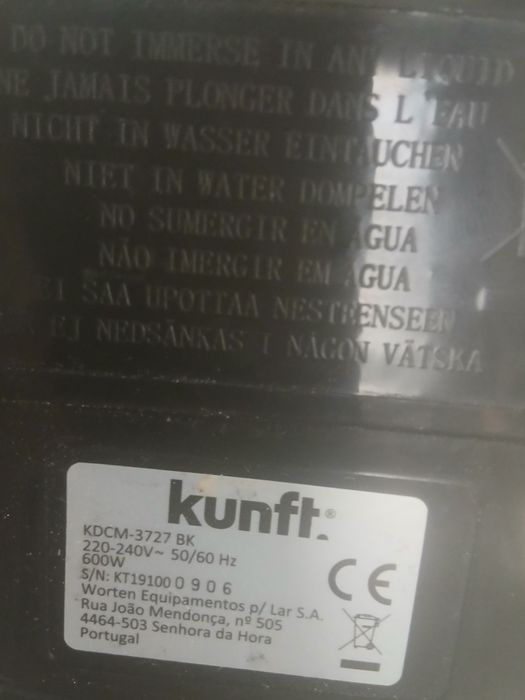 DO NOT IMMERSE IN ANY LIQUID
NE JAMAIS PLONGER DANS L'EAU
NICHT IN WASSER EINTAUCHEN
NIET IN WATER DOMPELEN
NO SUMERGIR EN AGUA
NÃO IMERGIR EM AGUA
EI SAA UPOTTAA NESTEENSEEN
EJ NEDSÄNKAS I NÅGON VÄTSKA
kunft®
KDCM-3727 BK
220-240V~ 50/60 Hz
600W
S/N: KT19100 0 9 0 6
Worten Equipamentos p/ Lar S.A.
Rua João Mendonça, nº 505
4464-503 Senhora da Hora
Portugal
CE